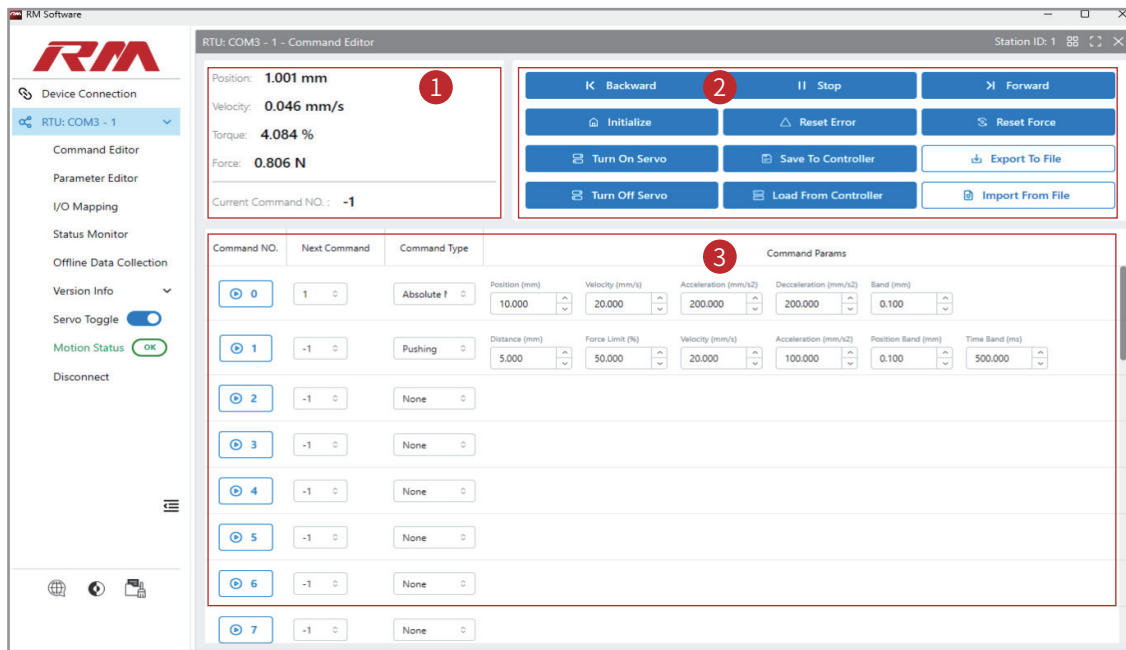 RM RM Software
RTU: COM3 - 1 - Command Editor
Station ID: 1
RM
Device Connection
RTU: COM3 - 1
Command Editor
Parameter Editor
I/O Mapping
Status Monitor
Offline Data Collection
Version Info
Servo Toggle
Motion Status OK
Disconnect
1
Position: 1.001 mm
Velocity: 0.046 mm/s
Torque: 4.084 %
Force: 0.806 N
Current Command NO. : -1
2
Backward Stop Forward
Initialize Reset Error Reset Force
Turn On Servo Save To Controller Export To File
Turn Off Servo Load From Controller Import From File
3
Command NO. Next Command Command Type Command Params
Position (mm) Velocity (mm/s) Acceleration (mm/s2) Decceleration (mm/s2) Band (mm)
0 1 Absolute 10.000 20.000 200.000 200.000 0.100
Distance (mm) Force Limit (%) Velocity (mm/s) Acceleration (mm/s2) Position Band (mm) Time Band (ms)
1 -1 Pushing 5.000 50.000 20.000 100.000 0.100 500.000
2 -1 None
3 -1 None
4 -1 None
5 -1 None
6 -1 None
7 -1 None